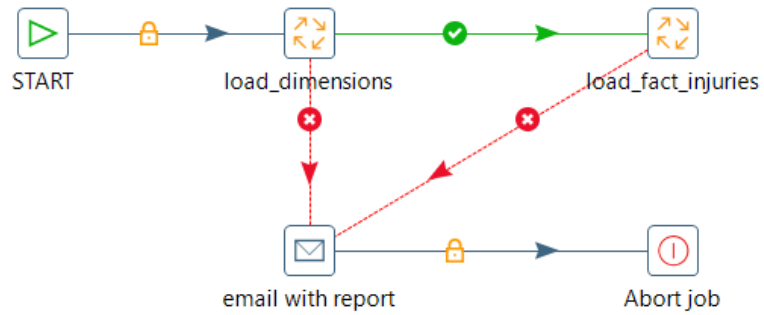 START
load_dimensions
load_fact_injuries
email with report
Abort job